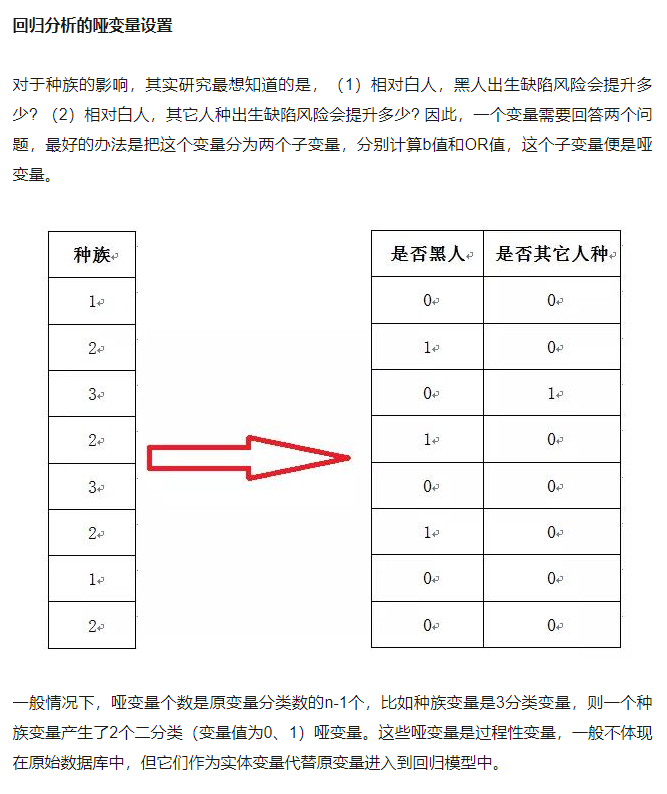 回归分析的哑变量设置
对于种族的影响，其实研究最想知道的是，（1）相对白人，黑人出生缺陷风险会提升多
少？（2）相对白人，其它人种出生缺陷风险会提升多少? 因此，一个变量需要回答两个问
题，最好的办法是把这个变量分为两个子变量，分别计算b值和OR值，这个子变量便是哑
变量。
种族
1
2
3
2
3
2
1
2
是否黑人 是否其它人种
0 0
1 0
0 1
1 0
0 0
1 0
0 0
0 0
一般情况下，哑变量个数是原变量分类数的n-1个，比如种族变量是3分类变量，则一个种
族变量产生了2个二分类（变量值为0、1）哑变量。这些哑变量是过程性变量，一般不体现
在原始数据库中，但它们作为实体变量代替原变量进入到回归模型中。